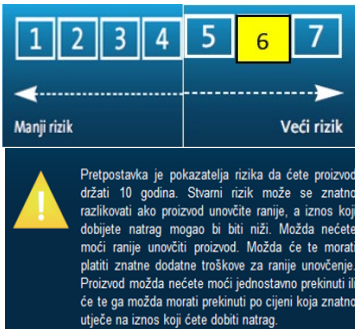 1 2 3 4 5 6 7
Manji rizik Veći rizik
Pretpostavka je pokazatelja rizika da ćete proizvod
držati 10 godina. Stvarni rizik može se znatno
razlikovati ako proizvod unovčite ranije, a iznos koji
dobijete natrag mogao bi biti niži. Možda nećete
moći ranije unovčiti proizvod. Možda će te morati
platiti znatne dodatne troškove za ranije unovčenje.
Proizvod možda nećete moći jednostavno prekinuti ili
će te ga možda morati prekinuti po cijeni koja znatno
utječe na iznos koji ćete dobiti natrag.